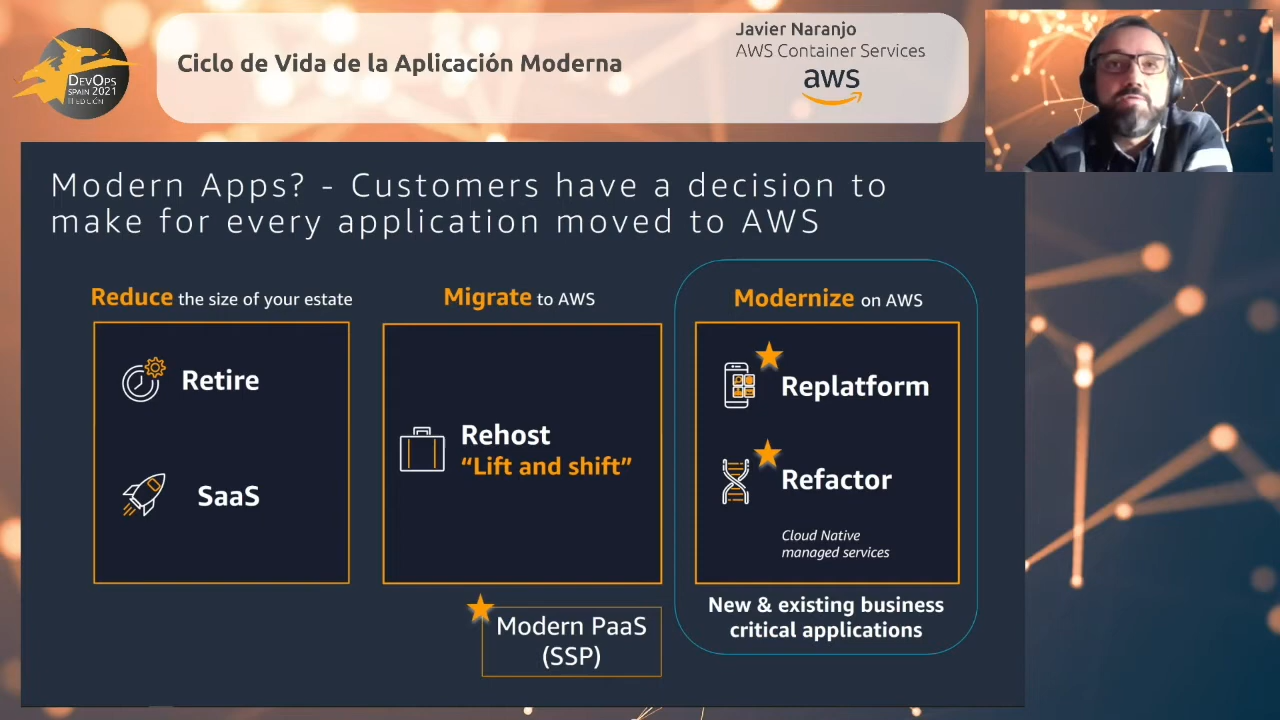 DevOps
SPAIN 2021
III EDICIÓN
Ciclo de Vida de la Aplicación Moderna
Javier Naranjo
AWS Container Services
aws
Modern Apps? - Customers have a decision to
make for every application moved to AWS
Reduce the size of your estate
Retire
SaaS
Migrate to AWS
Rehost
“Lift and shift”
Modern PaaS
(SSP)
Modernize on AWS
Replatform
Refactor
Cloud Native
managed services
New & existing business
critical applications